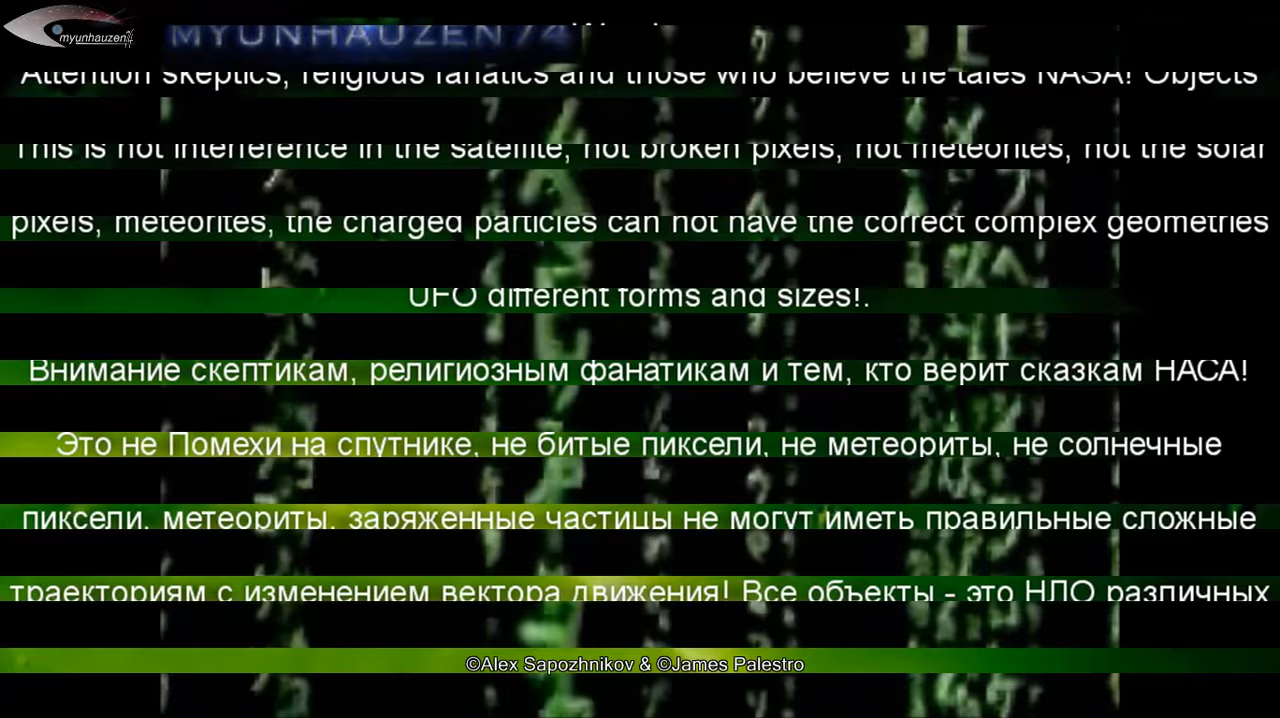 myunhauzen74
MYUNHAUZEN74
Attention skeptics, religious fanatics and those who believe the tales NASA! Objects
This is not interference in the satellite, not broken pixels, not meteorites, not the solar
pixels, meteorites, the charged particles can not have the correct complex geometries
UFO different forms and sizes!.
Внимание скептикам, религиозным фанатикам и тем, кто верит сказкам НАСА!
Это не Помехи на спутнике, не битые пиксели, не метеориты, не солнечные
пиксели, метеориты, заряженные частицы не могут иметь правильные сложные
траекториям с изменением вектора движения! Все объекты - это НЛО различных
©Alex Sapozhnikov & ©James Palestro